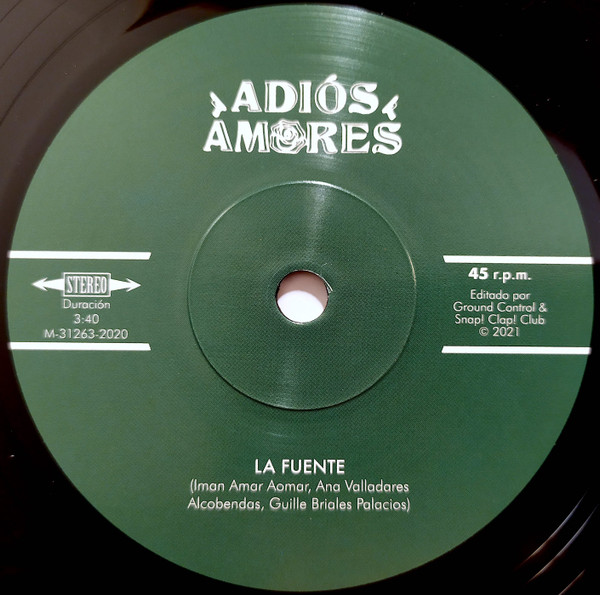 ADIÓS
AMORES
STEREO
Duración
3:40
M-31263-2020
45 r.p.m.
Editado por
Ground Control &
Snap! Clap! Club
© 2021
LA FUENTE
(Iman Amar Aomar, Ana Valladares
Alcobendas, Guille Briales Palacios)